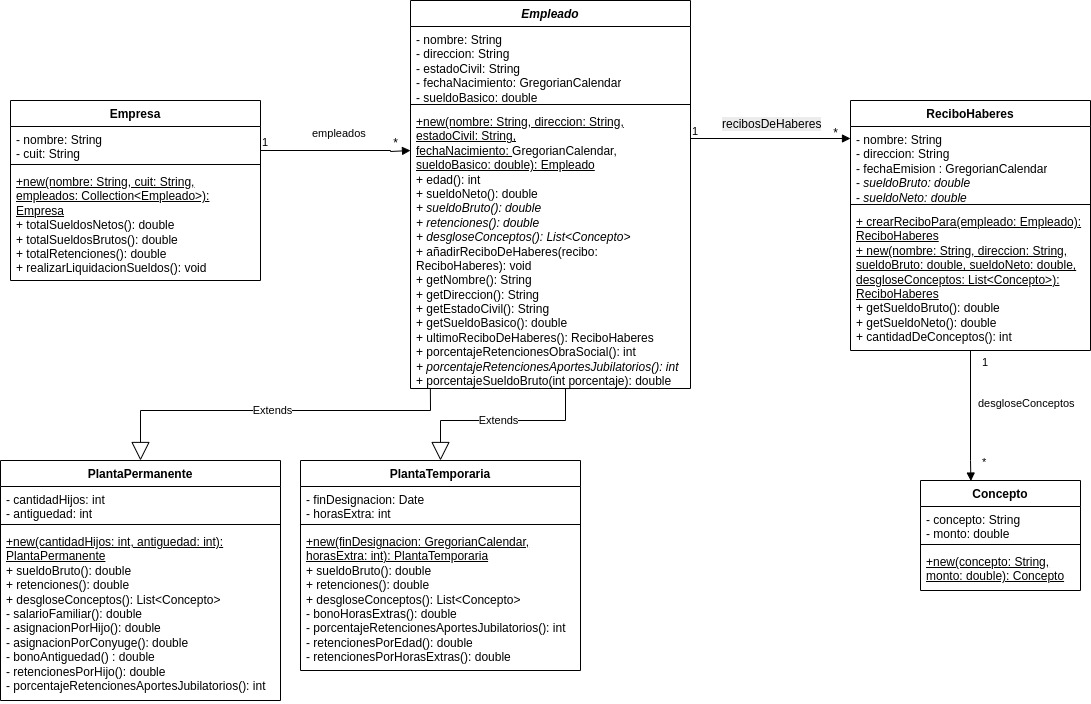 Empleado
- nombre: String
- direccion: String
- estadoCivil: String
- fechaNacimiento: GregorianCalendar
- sueldoBasico: double
+new(nombre: String, direccion: String,
estadoCivil: String,
fechaNacimiento: GregorianCalendar,
sueldoBasico: double): Empleado
+ edad(): int
+ sueldoNeto(): double
+ sueldoBruto(): double
+ retenciones(): double
+ desgloseConceptos(): List<Concepto>
+ añadirReciboDeHaberes(recibo:
ReciboHaberes): void
+ getNombre(): String
+ getDireccion(): String
+ getEstadoCivil(): String
+ getSueldoBasico(): double
+ ultimoReciboDeHaberes(): ReciboHaberes
+ porcentajeRetencionesObraSocial(): int
+ porcentajeRetencionesAportesJubilatorios(): int
+ porcentajeSueldoBruto(int porcentaje): double
Empresa
- nombre: String
- cuit: String
+new(nombre: String, cuit: String,
empleados: Collection<Empleado>):
Empresa
+ totalSueldosNetos(): double
+ totalSueldosBrutos(): double
+ totalRetenciones(): double
+ realizarLiquidacionSueldos(): void
1
empleados
*
1
recibosDeHaberes
*
ReciboHaberes
- nombre: String
- direccion: String
- fechaEmision : GregorianCalendar
- sueldoBruto: double
- sueldoNeto: double
+ crearReciboPara(empleado: Empleado):
ReciboHaberes
+ new(nombre: String, direccion: String,
sueldoBruto: double, sueldoNeto: double,
desgloseConceptos: List<Concepto>):
ReciboHaberes
+ getSueldoBruto(): double
+ getSueldoNeto(): double
+ cantidadDeConceptos(): int
1
desgloseConceptos
*
Extends
Extends
PlantaPermanente
- cantidadHijos: int
- antiguedad: int
+new(cantidadHijos: int, antiguedad: int):
PlantaPermanente
+ sueldoBruto(): double
+ retenciones(): double
+ desgloseConceptos(): List<Concepto>
- salarioFamiliar(): double
- asignacionPorHijo(): double
- asignacionPorConyuge(): double
- bonoAntiguedad() : double
- retencionesPorHijo(): double
- porcentajeRetencionesAportesJubilatorios(): int
PlantaTemporaria
- finDesignacion: Date
- horasExtra: int
+new(finDesignacion: GregorianCalendar,
horasExtra: int): PlantaTemporaria
+ sueldoBruto(): double
+ retenciones(): double
+ desgloseConceptos(): List<Concepto>
- bonoHorasExtras(): double
- porcentajeRetencionesAportesJubilatorios(): int
- retencionesPorEdad(): double
- retencionesPorHorasExtras(): double
Concepto
- concepto: String
- monto: double
+new(concepto: String,
monto: double): Concepto